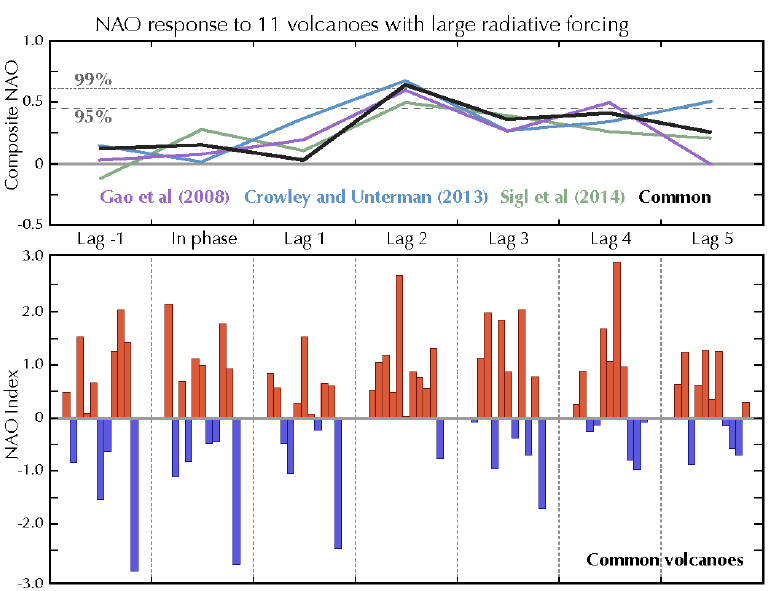 NAO response to 11 volcanoes with large radiative forcing
Composite NAO
1.0
0.5
0
-0.5
99%
95%
Gao et al (2008) Crowley and Unterman (2013) Sigl et al (2014) Common
Lag -1 In phase Lag 1 Lag 2 Lag 3 Lag 4 Lag 5
NAO Index
3.0
2.0
1.0
0
-1.0
-2.0
-3.0
Common volcanoes